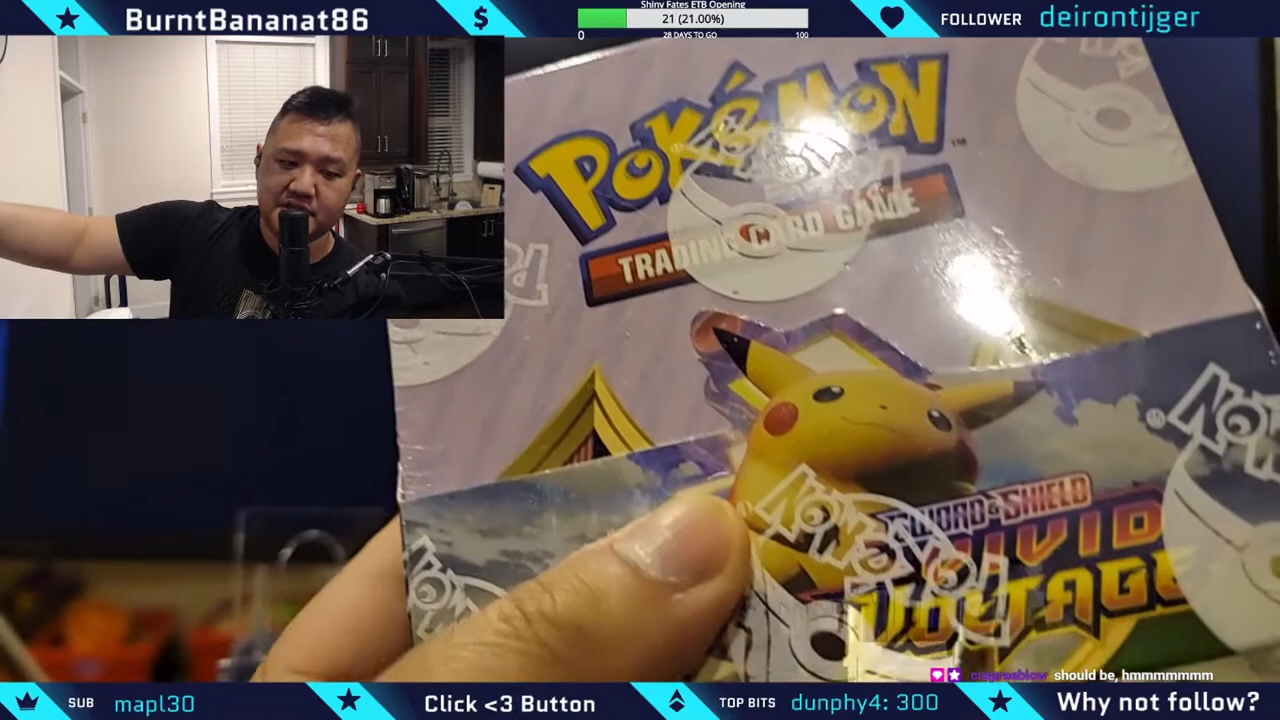 BurntBananat86
$
Shiny Fates ETB Opening
21 (21.00%)
0 28 DAYS TO GO 100
FOLLOWER deirontijger
POKéMON
TRADING CARD GAME
SWORD & SHIELD
VIVID
VOLTAGE
should be, hmmmmmmm
SUB mapl30
Click <3 Button
TOP BITS dunphy4: 300
Why not follow?